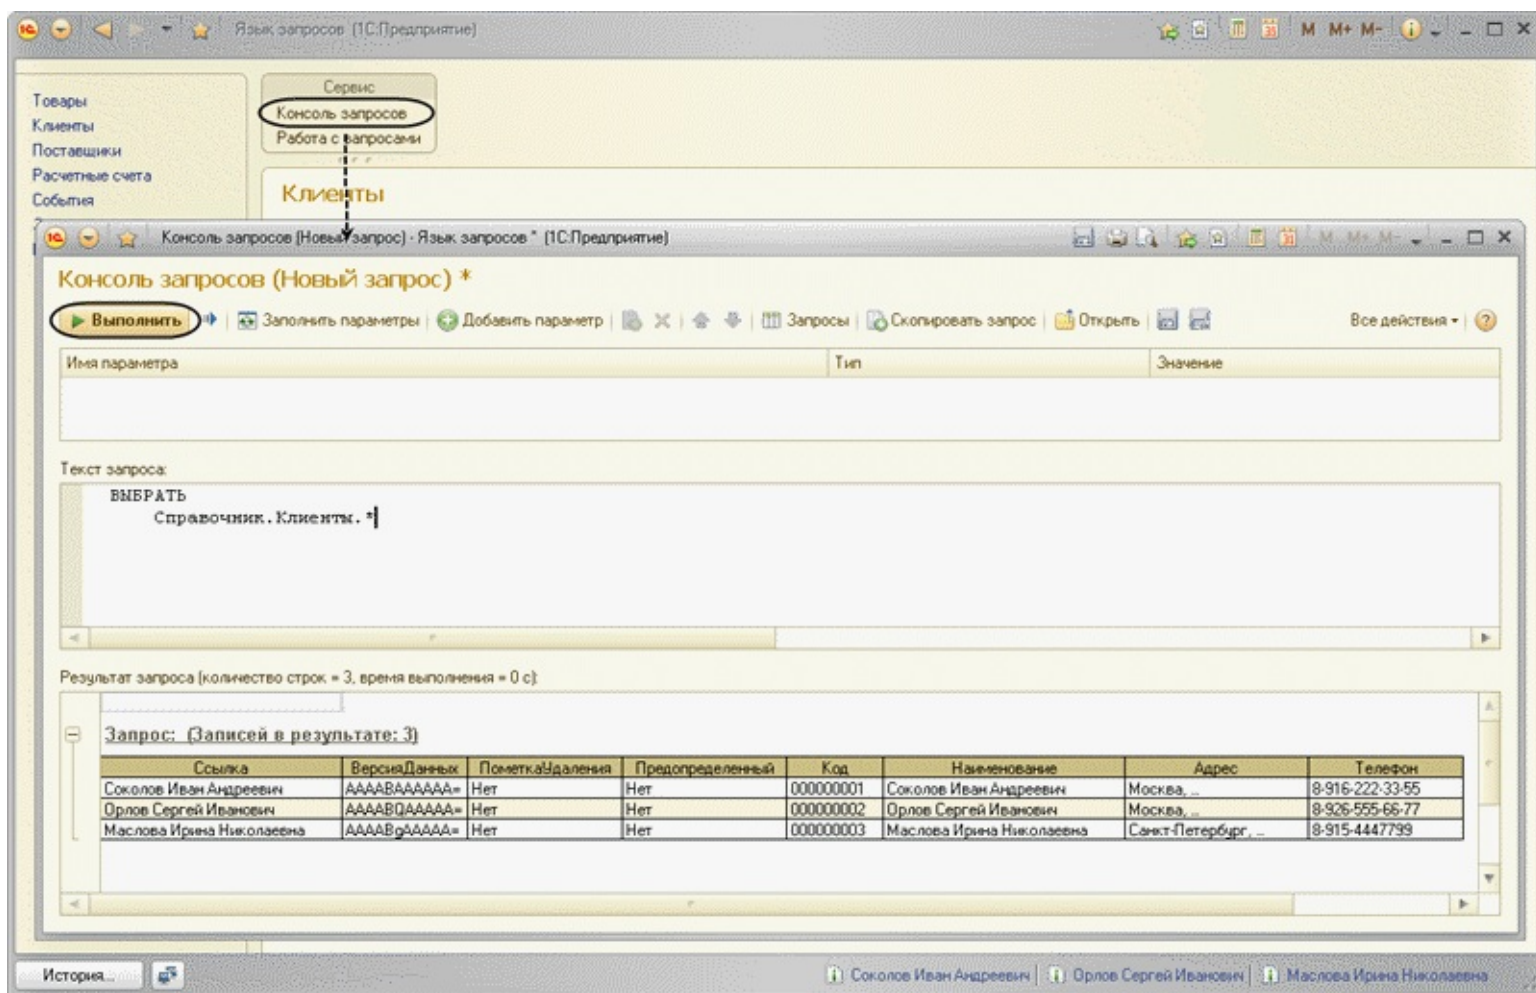 Язык запросов (1С:Предприятие)
M M+ M-
Сервис
Консоль запросов
Работа с запросами
Товары
Клиенты
Поставщики
Расчетные счета
События
Клиенты
Консоль запросов (Новый запрос) - Язык запросов * (1С:Предприятие)
M M+ M-
Консоль запросов (Новый запрос) *
Выполнить Заполнить параметры Добавить параметр Запросы Скопировать запрос Открыть Все действия
Имя параметра Тип Значение
Текст запроса:
ВЫБРАТЬ
Справочник.Клиенты.*
Результат запроса (количество строк = 3, время выполнения = 0 с):
Запрос: (Записей в результате: 3)
Ссылка ВерсияДанных ПометкаУдаления Предопределенный Код Наименование Адрес Телефон
Соколов Иван Андреевич AAAABAAAAAA= Нет Нет 000000001 Соколов Иван Андреевич Москва, ... 8-916-222-33-55
Орлов Сергей Иванович AAAABQAAAAA= Нет Нет 000000002 Орлов Сергей Иванович Москва, ... 8-926-555-66-77
Маслова Ирина Николаевна AAAABgAAAAA= Нет Нет 000000003 Маслова Ирина Николаевна Санкт-Петербург, ... 8-915-4447799
История... Соколов Иван Андреевич Орлов Сергей Иванович Маслова Ирина Николаевна